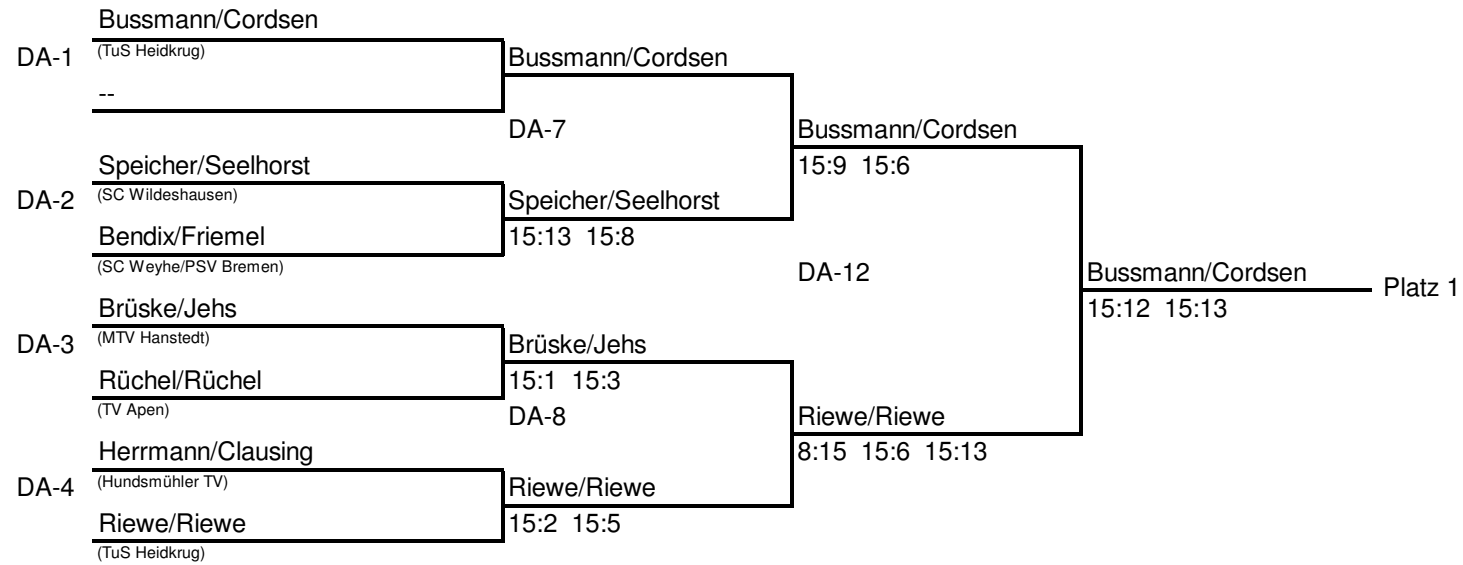 Bussmann/Cordsen
DA-1 (TuS Heidkrug) Bussmann/Cordsen
--
DA-7 Bussmann/Cordsen
Speicher/Seelhorst 15:9 15:6
DA-2 (SC Wildeshausen) Speicher/Seelhorst
Bendix/Friemel 15:13 15:8
(SC Weyhe/PSV Bremen) DA-12 Bussmann/Cordsen Platz 1
Brüske/Jehs 15:12 15:13
DA-3 (MTV Hanstedt) Brüske/Jehs
Rüchel/Rüchel 15:1 15:3
(TV Apen) DA-8 Riewe/Riewe
Herrmann/Clausing 8:15 15:6 15:13
DA-4 (Hundsmühler TV) Riewe/Riewe
Riewe/Riewe 15:2 15:5
(TuS Heidkrug)